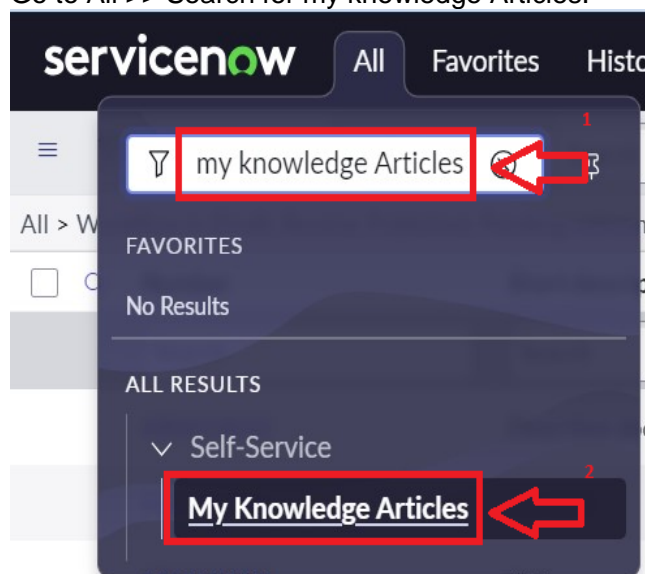 Go to All >> Search for my knowledge Articles.
servicenow All Favorites Histo
1
my knowledge Articles
All > W
FAVORITES
No Results
ALL RESULTS
Self-Service
2
My Knowledge Articles